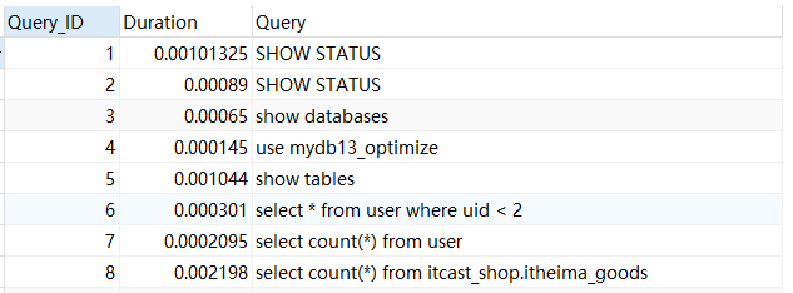 Query_ID Duration Query
1 0.00101325 SHOW STATUS
2 0.00089 SHOW STATUS
3 0.00065 show databases
4 0.000145 use mydb13_optimize
5 0.001044 show tables
6 0.000301 select * from user where uid < 2
7 0.0002095 select count(*) from user
8 0.002198 select count(*) from itcast_shop.itheima_goods